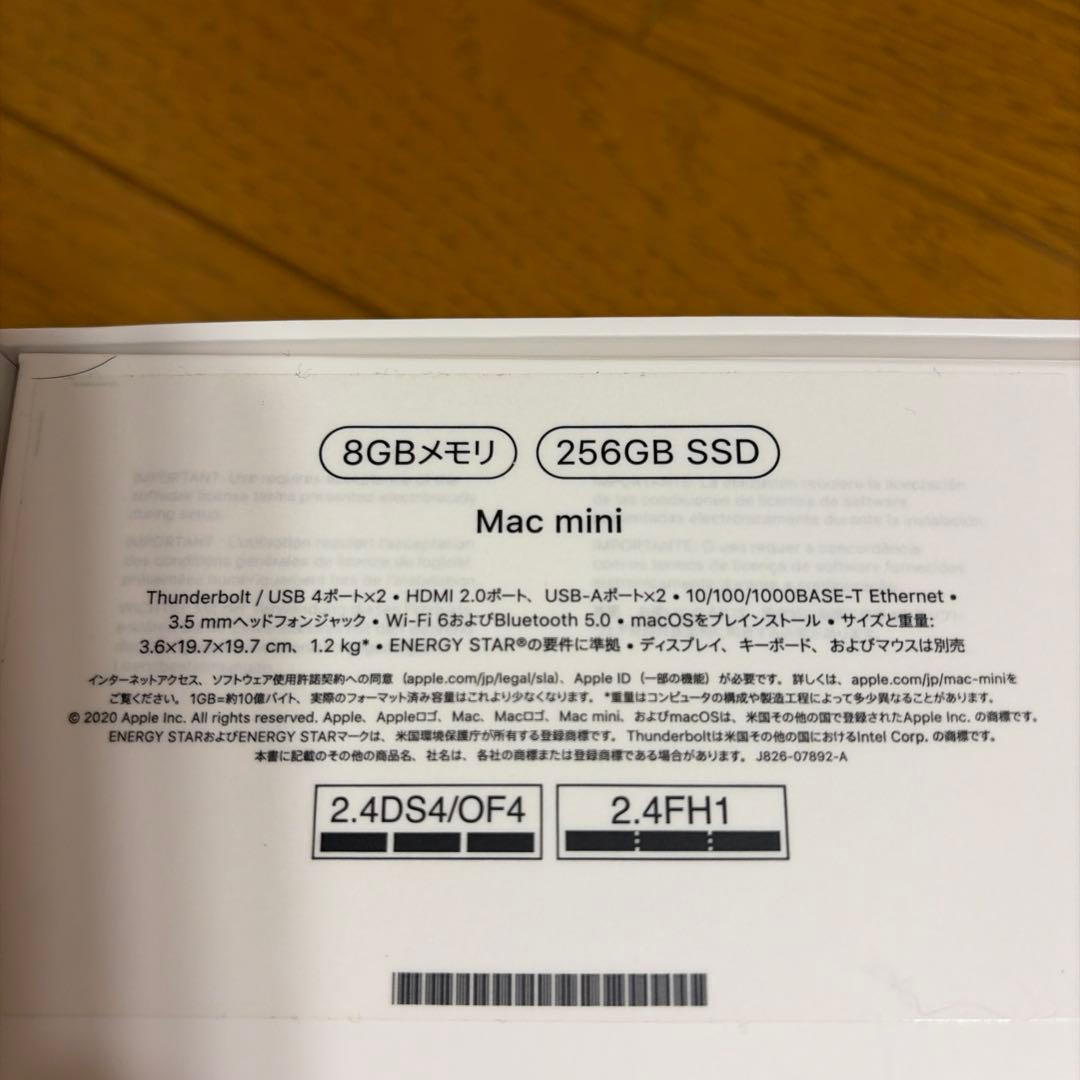 8GBメモリ 256GB SSD
Mac mini
Thunderbolt / USB 4ポート×2 • HDMI 2.0ポート、USB-Aポート×2 • 10/100/1000BASE-T Ethernet •
3.5 mmヘッドフォンジャック • Wi-Fi 6およびBluetooth 5.0 • macOSをプレインストール • サイズと重量:
3.6×19.7×19.7 cm、1.2 kg* • ENERGY STAR®の要件に準拠 • ディスプレイ、キーボード、およびマウスは別売
インターネットアクセス、ソフトウェア使用許諾契約への同意（apple.com/jp/legal/sla）、Apple ID（一部の機能）が必要です。詳しくは、apple.com/jp/mac-miniを
ご覧ください。1GB=約10億バイト、実際のフォーマット済み容量はこれより少なくなります。*重量はコンピュータの構成や製造工程によって多少異なることがあります。
© 2020 Apple Inc. All rights reserved. Apple、Appleロゴ、Mac、Macロゴ、Mac mini、およびmacOSは、米国その他の国で登録されたApple Inc. の商標です。
ENERGY STARおよびENERGY STARマークは、米国環境保護庁が所有する登録商標です。Thunderboltは米国その他の国におけるIntel Corp. の商標です。
本書に記載のその他の商品名、社名は、各社の商標または登録商標である場合があります。J826-07892-A
2.4DS4/OF4 2.4FH1